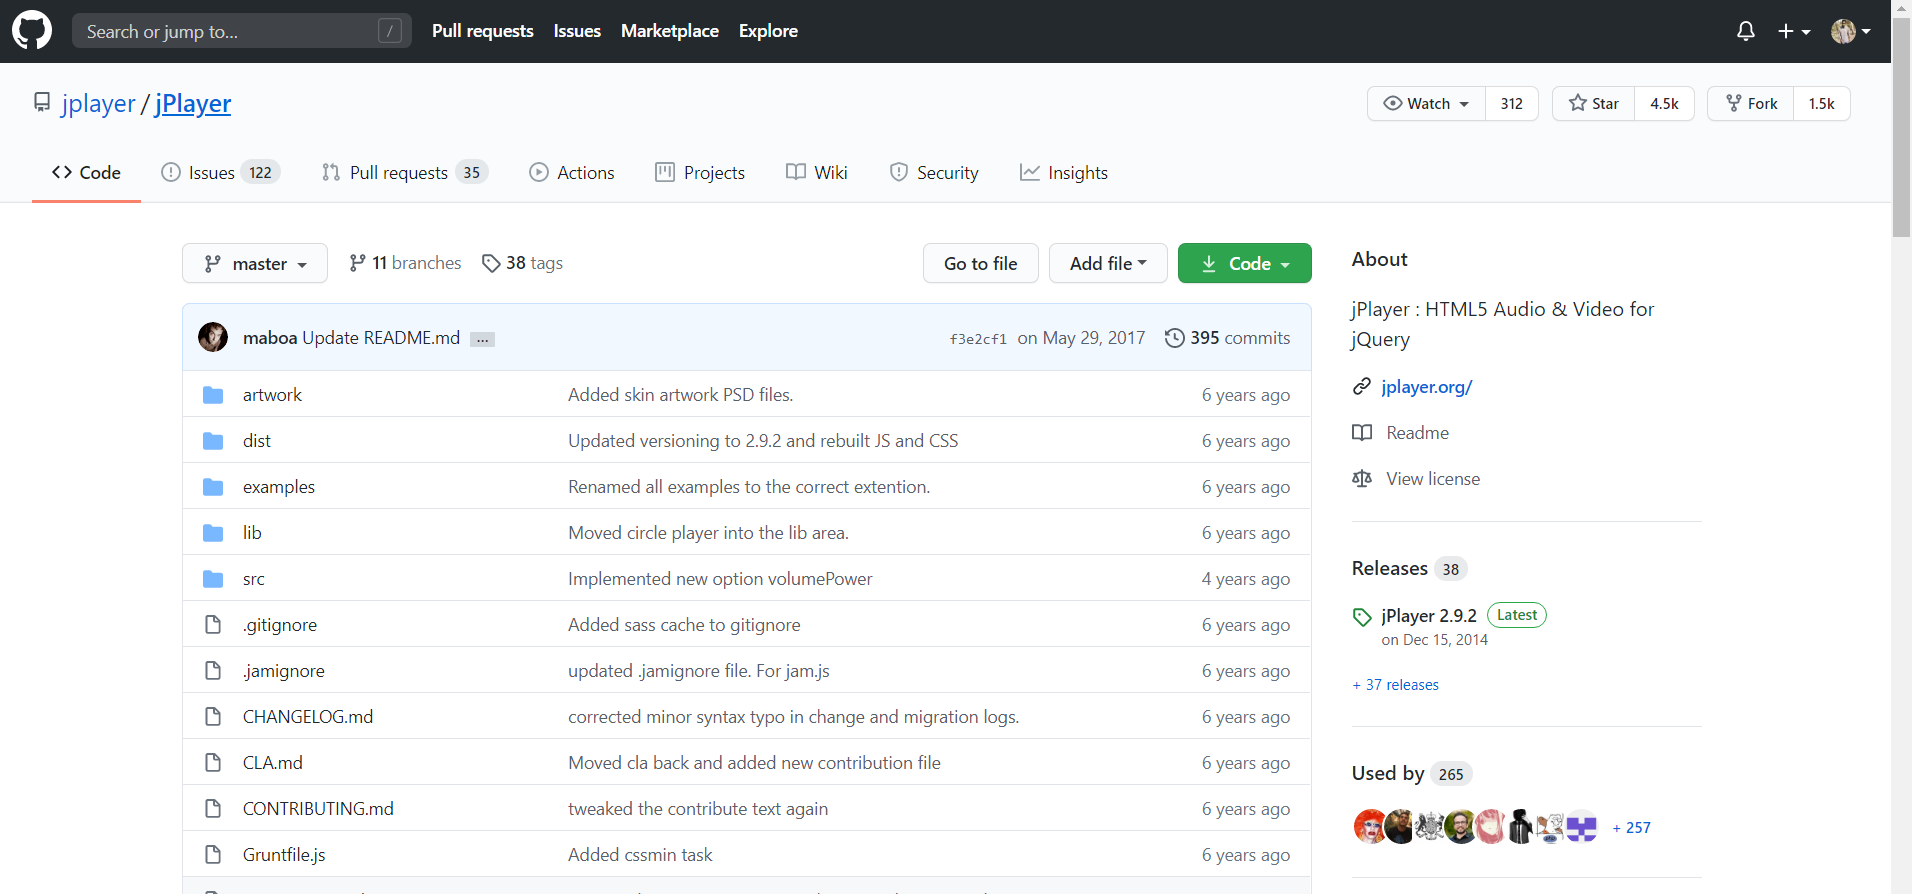 Search or jump to... /
Pull requests Issues Marketplace Explore
jplayer / jPlayer
Watch 312 Star 4.5k Fork 1.5k
Code Issues 122 Pull requests 35 Actions Projects Wiki Security Insights
master 11 branches 38 tags Go to file Add file Code
maboa Update README.md ... f3e2cf1 on May 29, 2017 395 commits
artwork Added skin artwork PSD files. 6 years ago
dist Updated versioning to 2.9.2 and rebuilt JS and CSS 6 years ago
examples Renamed all examples to the correct extention. 6 years ago
lib Moved circle player into the lib area. 6 years ago
src Implemented new option volumePower 4 years ago
.gitignore Added sass cache to gitignore 6 years ago
.jamignore updated .jamignore file. For jam.js 6 years ago
CHANGELOG.md corrected minor syntax typo in change and migration logs. 6 years ago
CLA.md Moved cla back and added new contribution file 6 years ago
CONTRIBUTING.md tweaked the contribute text again 6 years ago
Gruntfile.js Added cssmin task 6 years ago
About
jPlayer : HTML5 Audio & Video for
jQuery
jplayer.org/
Readme
View license
Releases 38
jPlayer 2.9.2 Latest
on Dec 15, 2014
+ 37 releases
Used by 265
+ 257